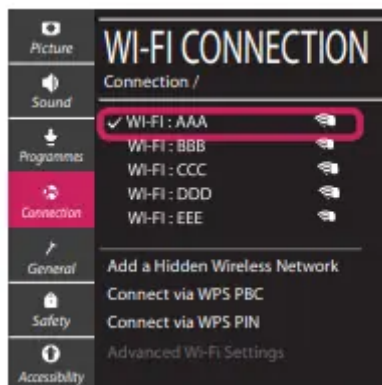 Picture
Sound
Programmes
Connection
General
Safety
Accessibility
WI-FI CONNECTION
Connection /
✓ WI-FI : AAA
WI-FI : BBB
WI-FI : CCC
WI-FI : DDD
WI-FI : EEE
Add a Hidden Wireless Network
Connect via WPS PBC
Connect via WPS PIN
Advanced Wi-Fi Settings